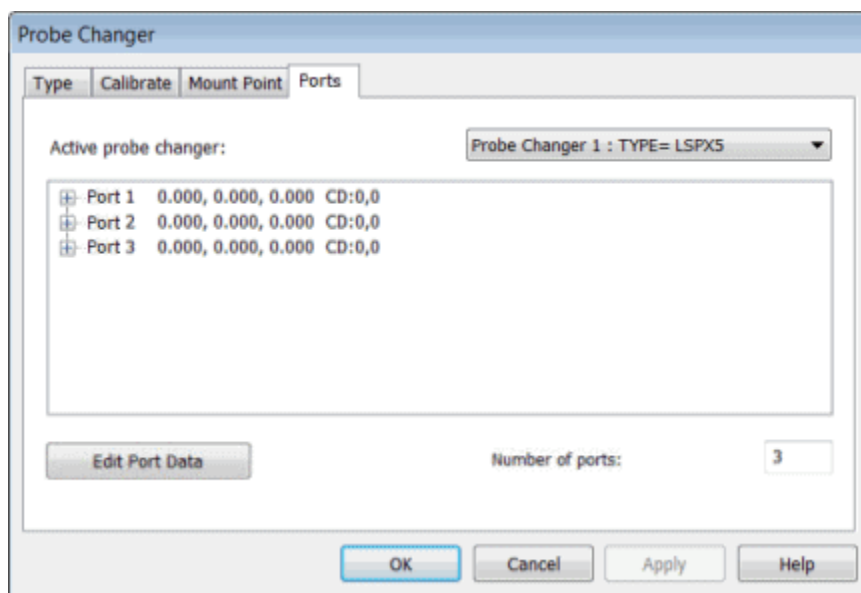 Probe Changer
Type Calibrate Mount Point Ports
Active probe changer: Probe Changer 1 : TYPE= LSPX5
Port 1 0.000, 0.000, 0.000 CD:0,0
Port 2 0.000, 0.000, 0.000 CD:0,0
Port 3 0.000, 0.000, 0.000 CD:0,0
Edit Port Data Number of ports: 3
OK Cancel Apply Help